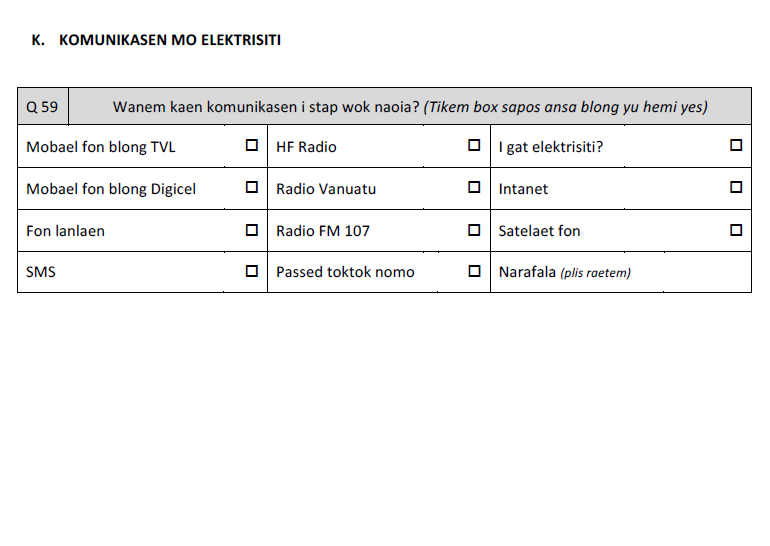 K. KOMUNIKASEN MO ELEKTRISITI
Q 59 Wanem kaen komunikasen i stap wok naoia? (Tikem box sapos ansa blong yu hemi yes)
Mobael fon blong TVL ☐ HF Radio ☐ I gat elektrisiti? ☐
Mobael fon blong Digicel ☐ Radio Vanuatu ☐ Intanet ☐
Fon lanlaen ☐ Radio FM 107 ☐ Satelaet fon ☐
SMS ☐ Passed toktok nomo ☐ Narafala (plis raetem)